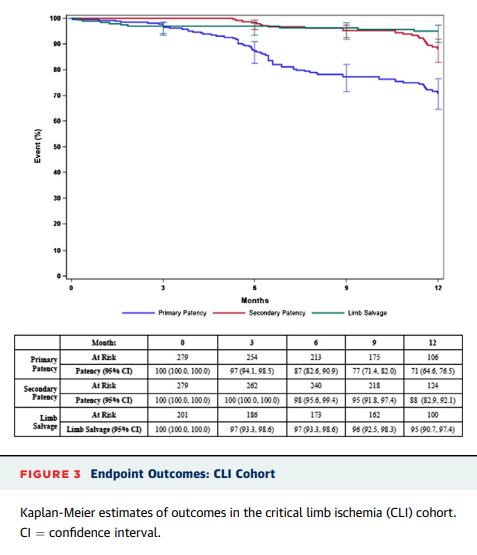 100
90
80
70
60
50
40
30
20
10
0
Event (%)
0 3 6 9 12
Months
Primary Patency Secondary Patency Limb Salvage
Months 0 3 6 9 12
Primary Patency At Risk 279 254 213 175 106
Patency (95% CI) 100 (100.0, 100.0) 97 (94.1, 98.5) 87 (82.6, 90.9) 77 (71.4, 82.0) 71 (64.6, 76.5)
Secondary Patency At Risk 279 262 240 218 124
Patency (95% CI) 100 (100.0, 100.0) 100 (100.0, 100.0) 98 (95.6, 99.4) 95 (91.8, 97.4) 88 (82.9, 92.1)
Limb Salvage At Risk 201 186 173 162 100
Limb Salvage (95% CI) 100 (100.0, 100.0) 97 (93.3, 98.6) 97 (93.3, 98.6) 96 (92.5, 98.3) 95 (90.7, 97.4)
FIGURE 3 Endpoint Outcomes: CLI Cohort
Kaplan-Meier estimates of outcomes in the critical limb ischemia (CLI) cohort.
CI = confidence interval.